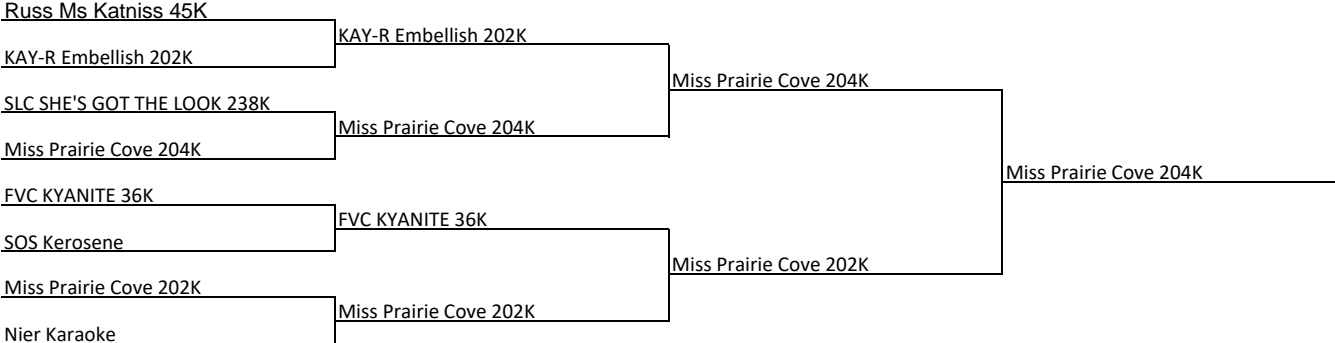 Russ Ms Katniss 45K
KAY-R Embellish 202K
KAY-R Embellish 202K
Miss Prairie Cove 204K
SLC SHE'S GOT THE LOOK 238K
Miss Prairie Cove 204K
Miss Prairie Cove 204K
Miss Prairie Cove 204K
FVC KYANITE 36K
FVC KYANITE 36K
SOS Kerosene
Miss Prairie Cove 202K
Miss Prairie Cove 202K
Miss Prairie Cove 202K
Nier Karaoke